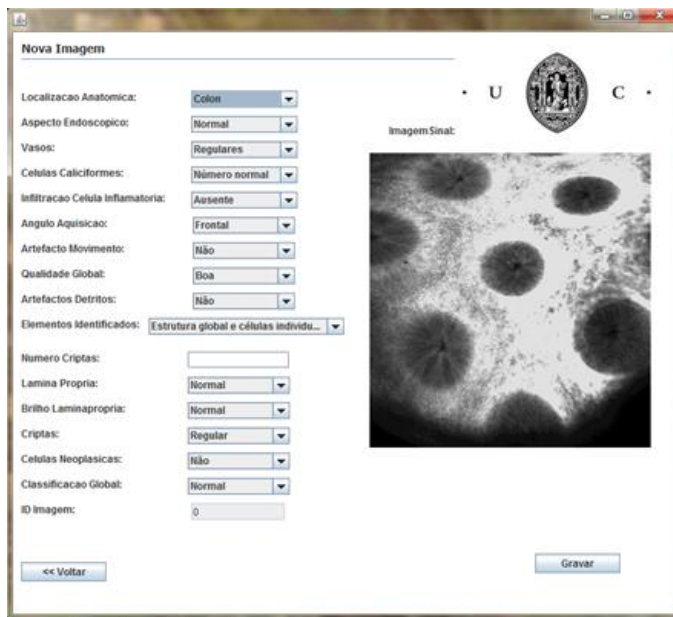 Nova Imagem
· U C ·
Localizacao Anatomica: Colon
Aspecto Endoscopico: Normal
Imagem Sinal:
Vasos: Regulares
Celulas Caliciformes: Número normal
Infiltracao Celula Inflamatoria: Ausente
Angulo Aquisicao: Frontal
Artefacto Movimento: Não
Qualidade Global: Boa
Artefactos Detritos: Não
Elementos Identificados: Estrutura global e células individu...
Numero Criptas:
Lamina Propria: Normal
Brilho Laminapropria: Normal
Criptas: Regular
Celulas Neoplasicas: Não
Classificacao Global: Normal
ID Imagem: 0
<< Voltar
Gravar